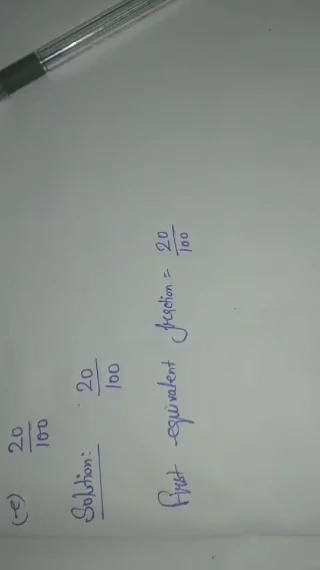 (e) 20/100
Solution: 20/100
First equivalent fraction = 20/100